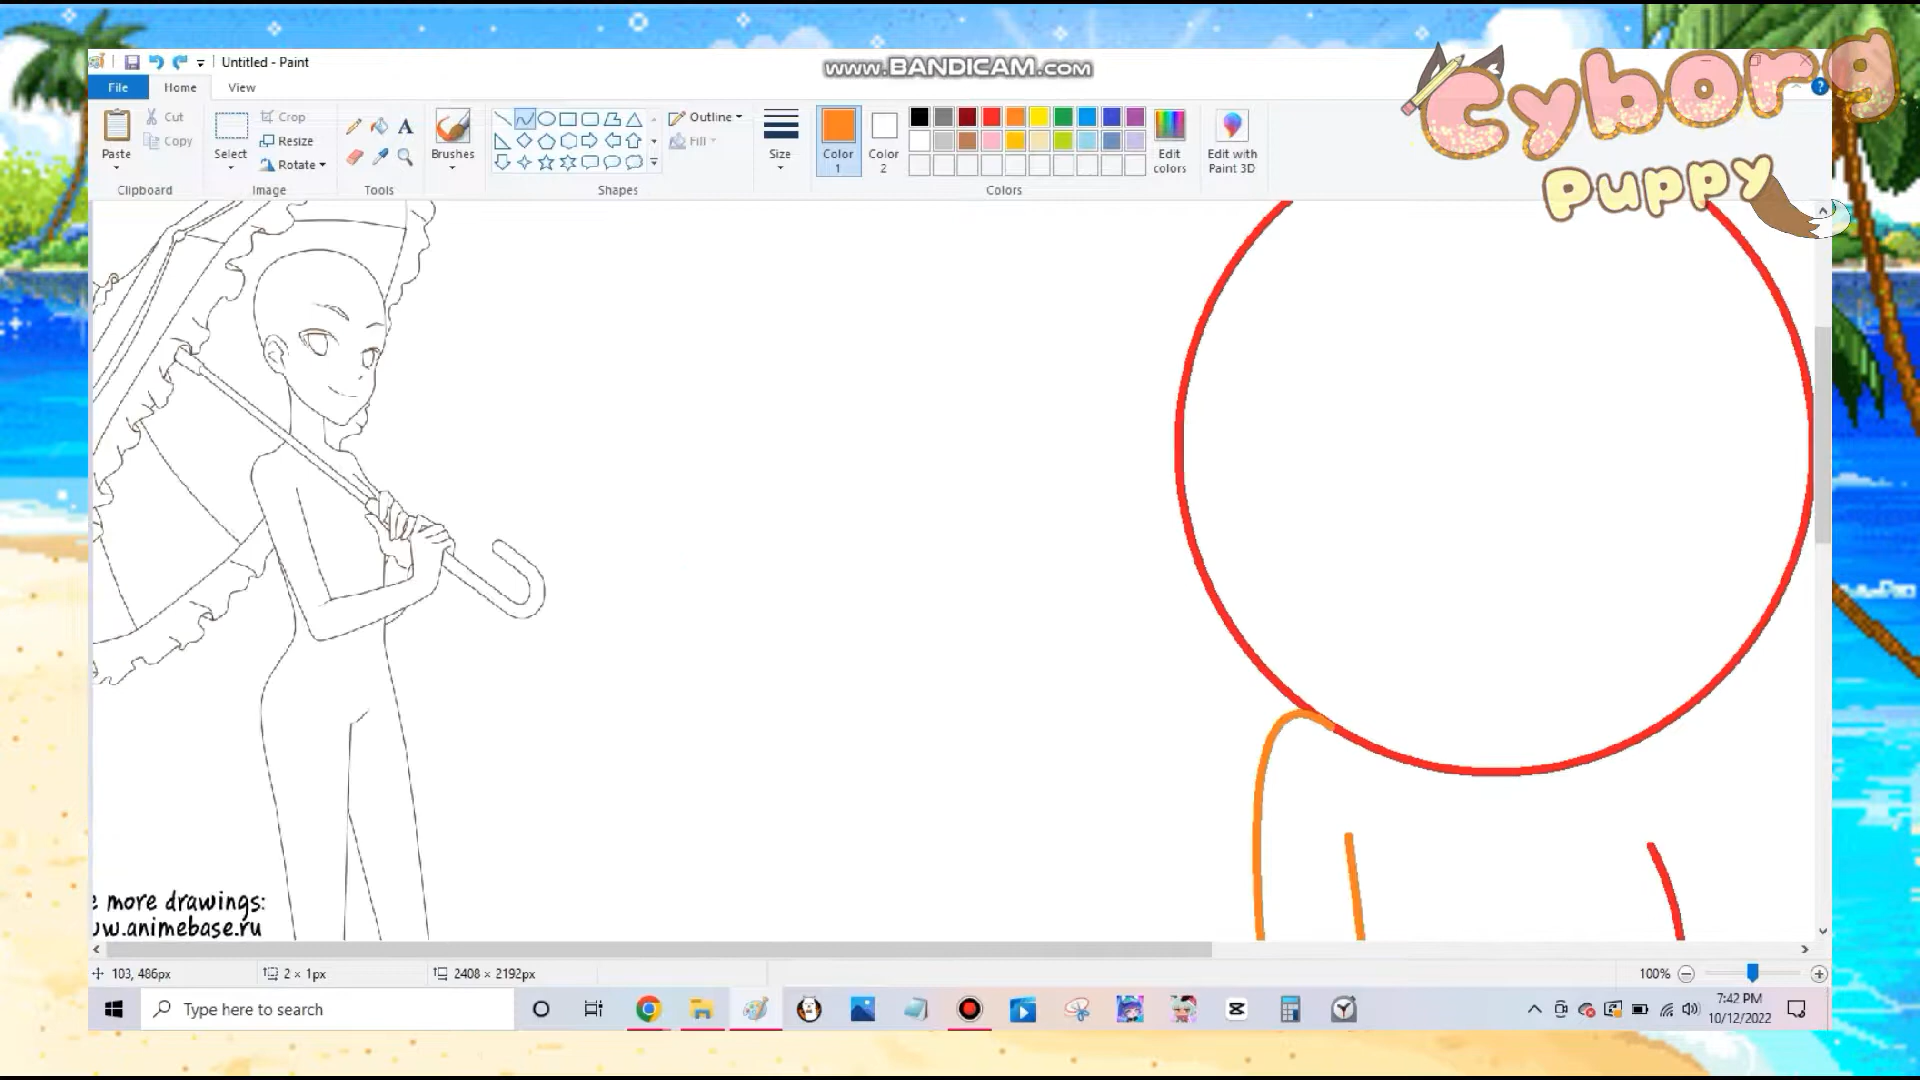 www.BANDICAM.com
Cyborg
Puppy
Untitled - Paint
File
Home
View
Paste
Cut
Copy
Clipboard
Select
Crop
Resize
Rotate
Image
Tools
Brushes
Shapes
Outline
Fill
Size
Color
1
Color
2
Edit
colors
Edit with
Paint 3D
Colors
e more drawings:
ww.animebase.ru
103, 486px
2 × 1px
2408 × 2192px
100%
Type here to search
7:42 PM
10/12/2022